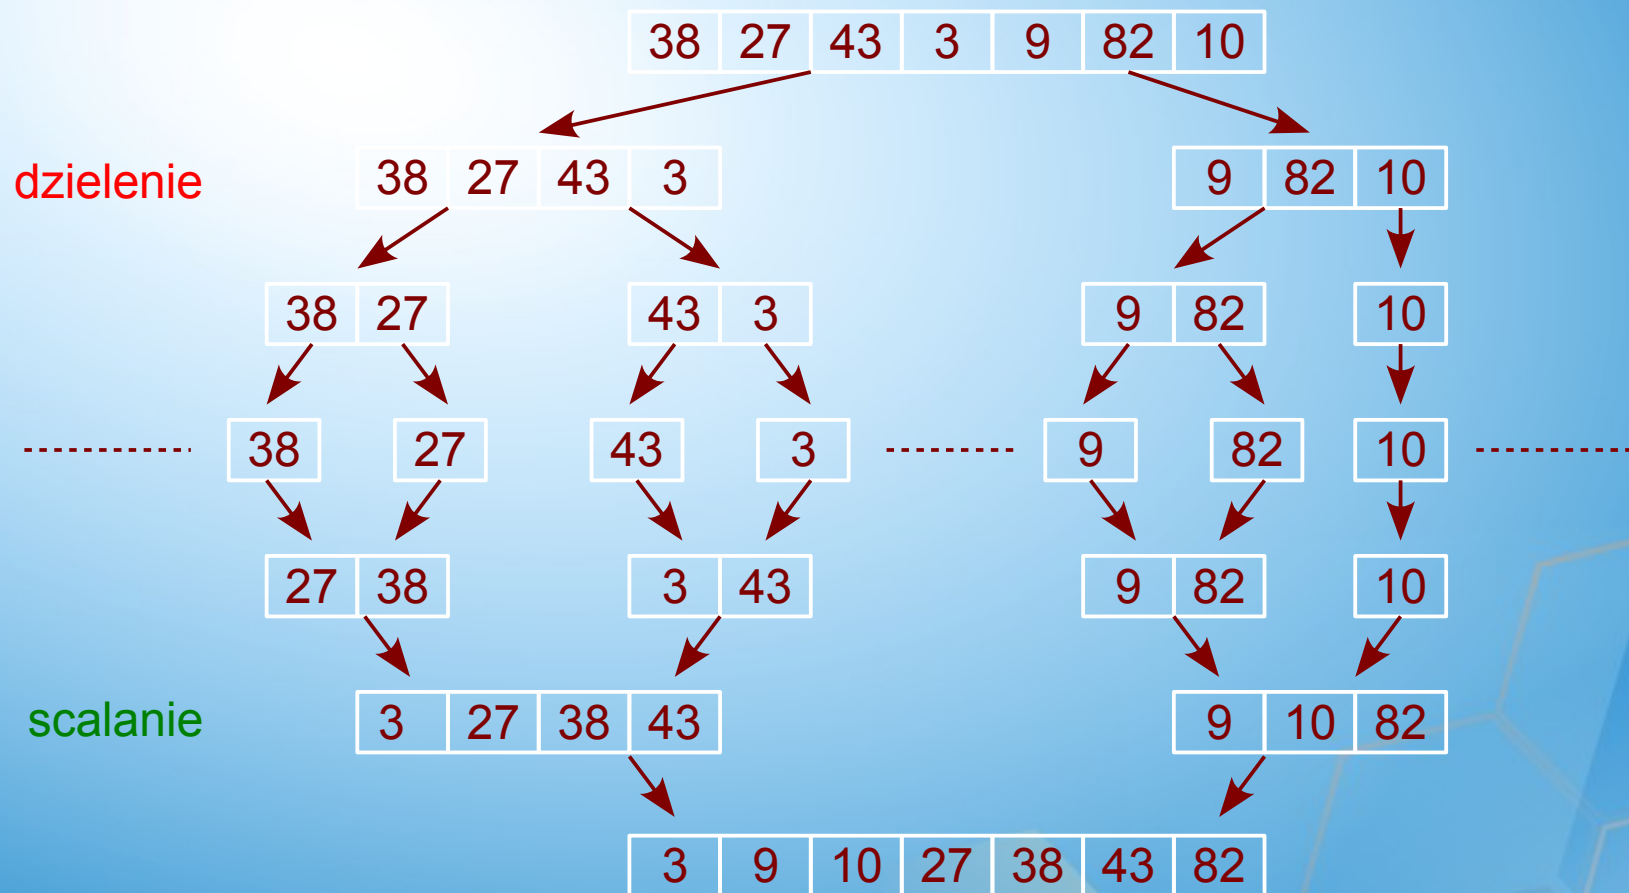 38 27 43 3 9 82 10
dzielenie 38 27 43 3 9 82 10
38 27 43 3 9 82 10
38 27 43 3 9 82 10
27 38 3 43 9 82 10
scalanie 3 27 38 43 9 10 82
3 9 10 27 38 43 82